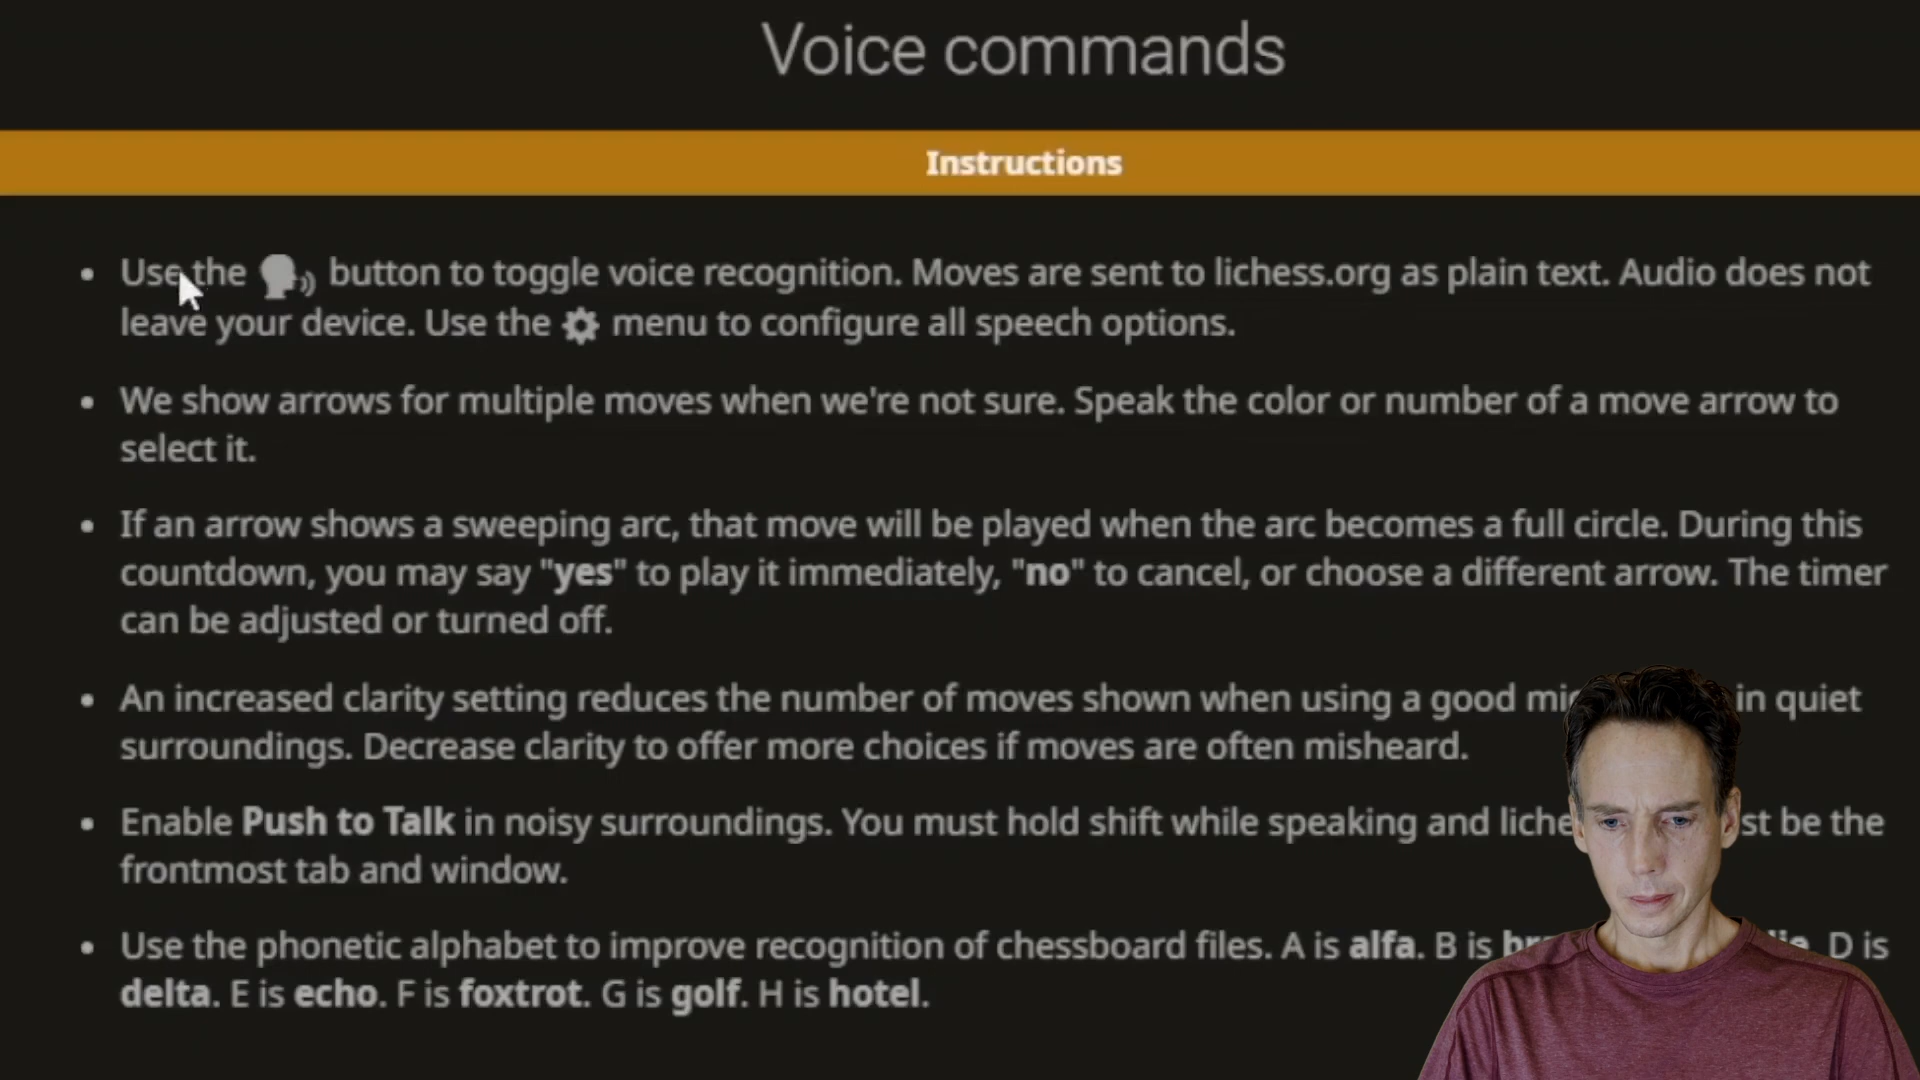 Voice commands
Instructions
Use the button to toggle voice recognition. Moves are sent to lichess.org as plain text. Audio does not
leave your device. Use the menu to configure all speech options.
We show arrows for multiple moves when we're not sure. Speak the color or number of a move arrow to
select it.
If an arrow shows a sweeping arc, that move will be played when the arc becomes a full circle. During this
countdown, you may say "yes" to play it immediately, "no" to cancel, or choose a different arrow. The timer
can be adjusted or turned off.
An increased clarity setting reduces the number of moves shown when using a good in quiet
surroundings. Decrease clarity to offer more choices if moves are often misheard.
Enable Push to Talk in noisy surroundings. You must hold shift while speaking and be the
frontmost tab and window.
Use the phonetic alphabet to improve recognition of chessboard files. A is alfa. B is D is
delta. E is echo. F is foxtrot. G is golf. H is hotel.